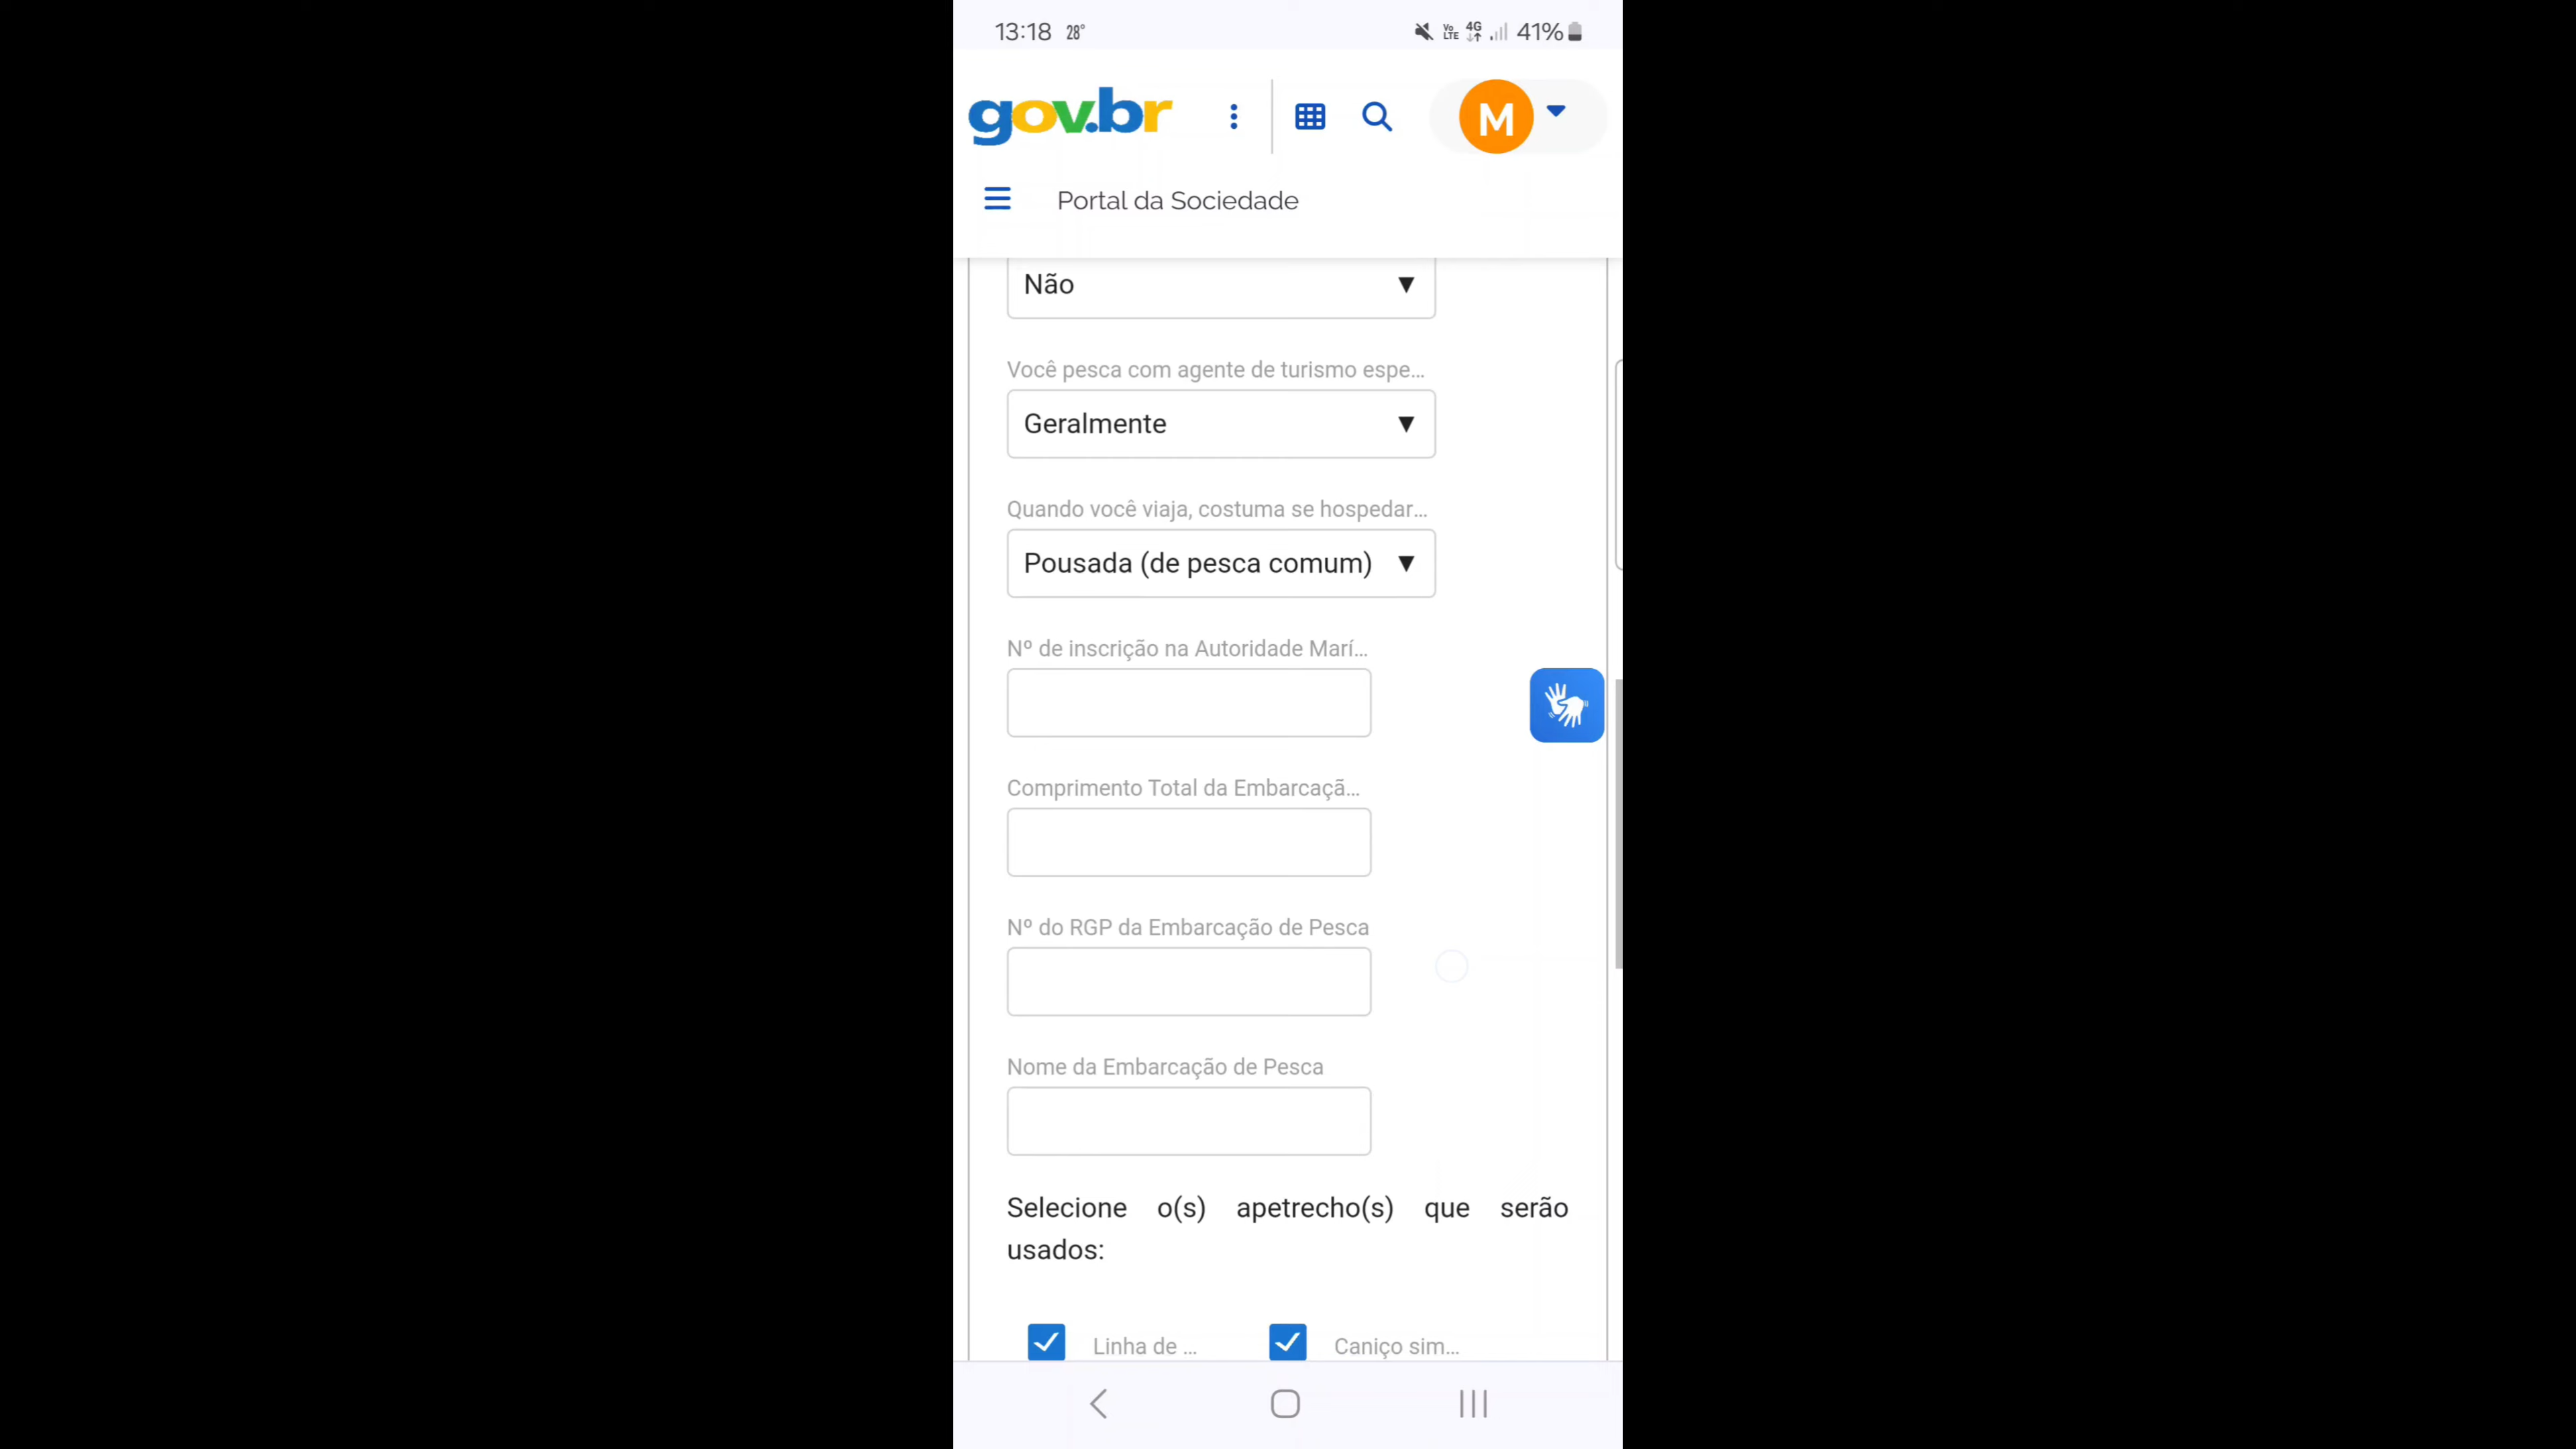 13:18 28°
Vo LTE 4G 41%
gov.br
M
Portal da Sociedade
Não
Você pesca com agente de turismo espe...
Geralmente
Quando você viaja, costuma se hospedar...
Pousada (de pesca comum)
Nº de inscrição na Autoridade Marí...
Comprimento Total da Embarcaçã...
Nº do RGP da Embarcação de Pesca
Nome da Embarcação de Pesca
Selecione o(s) apetrecho(s) que serão
usados:
Linha de ... Caniço sim...